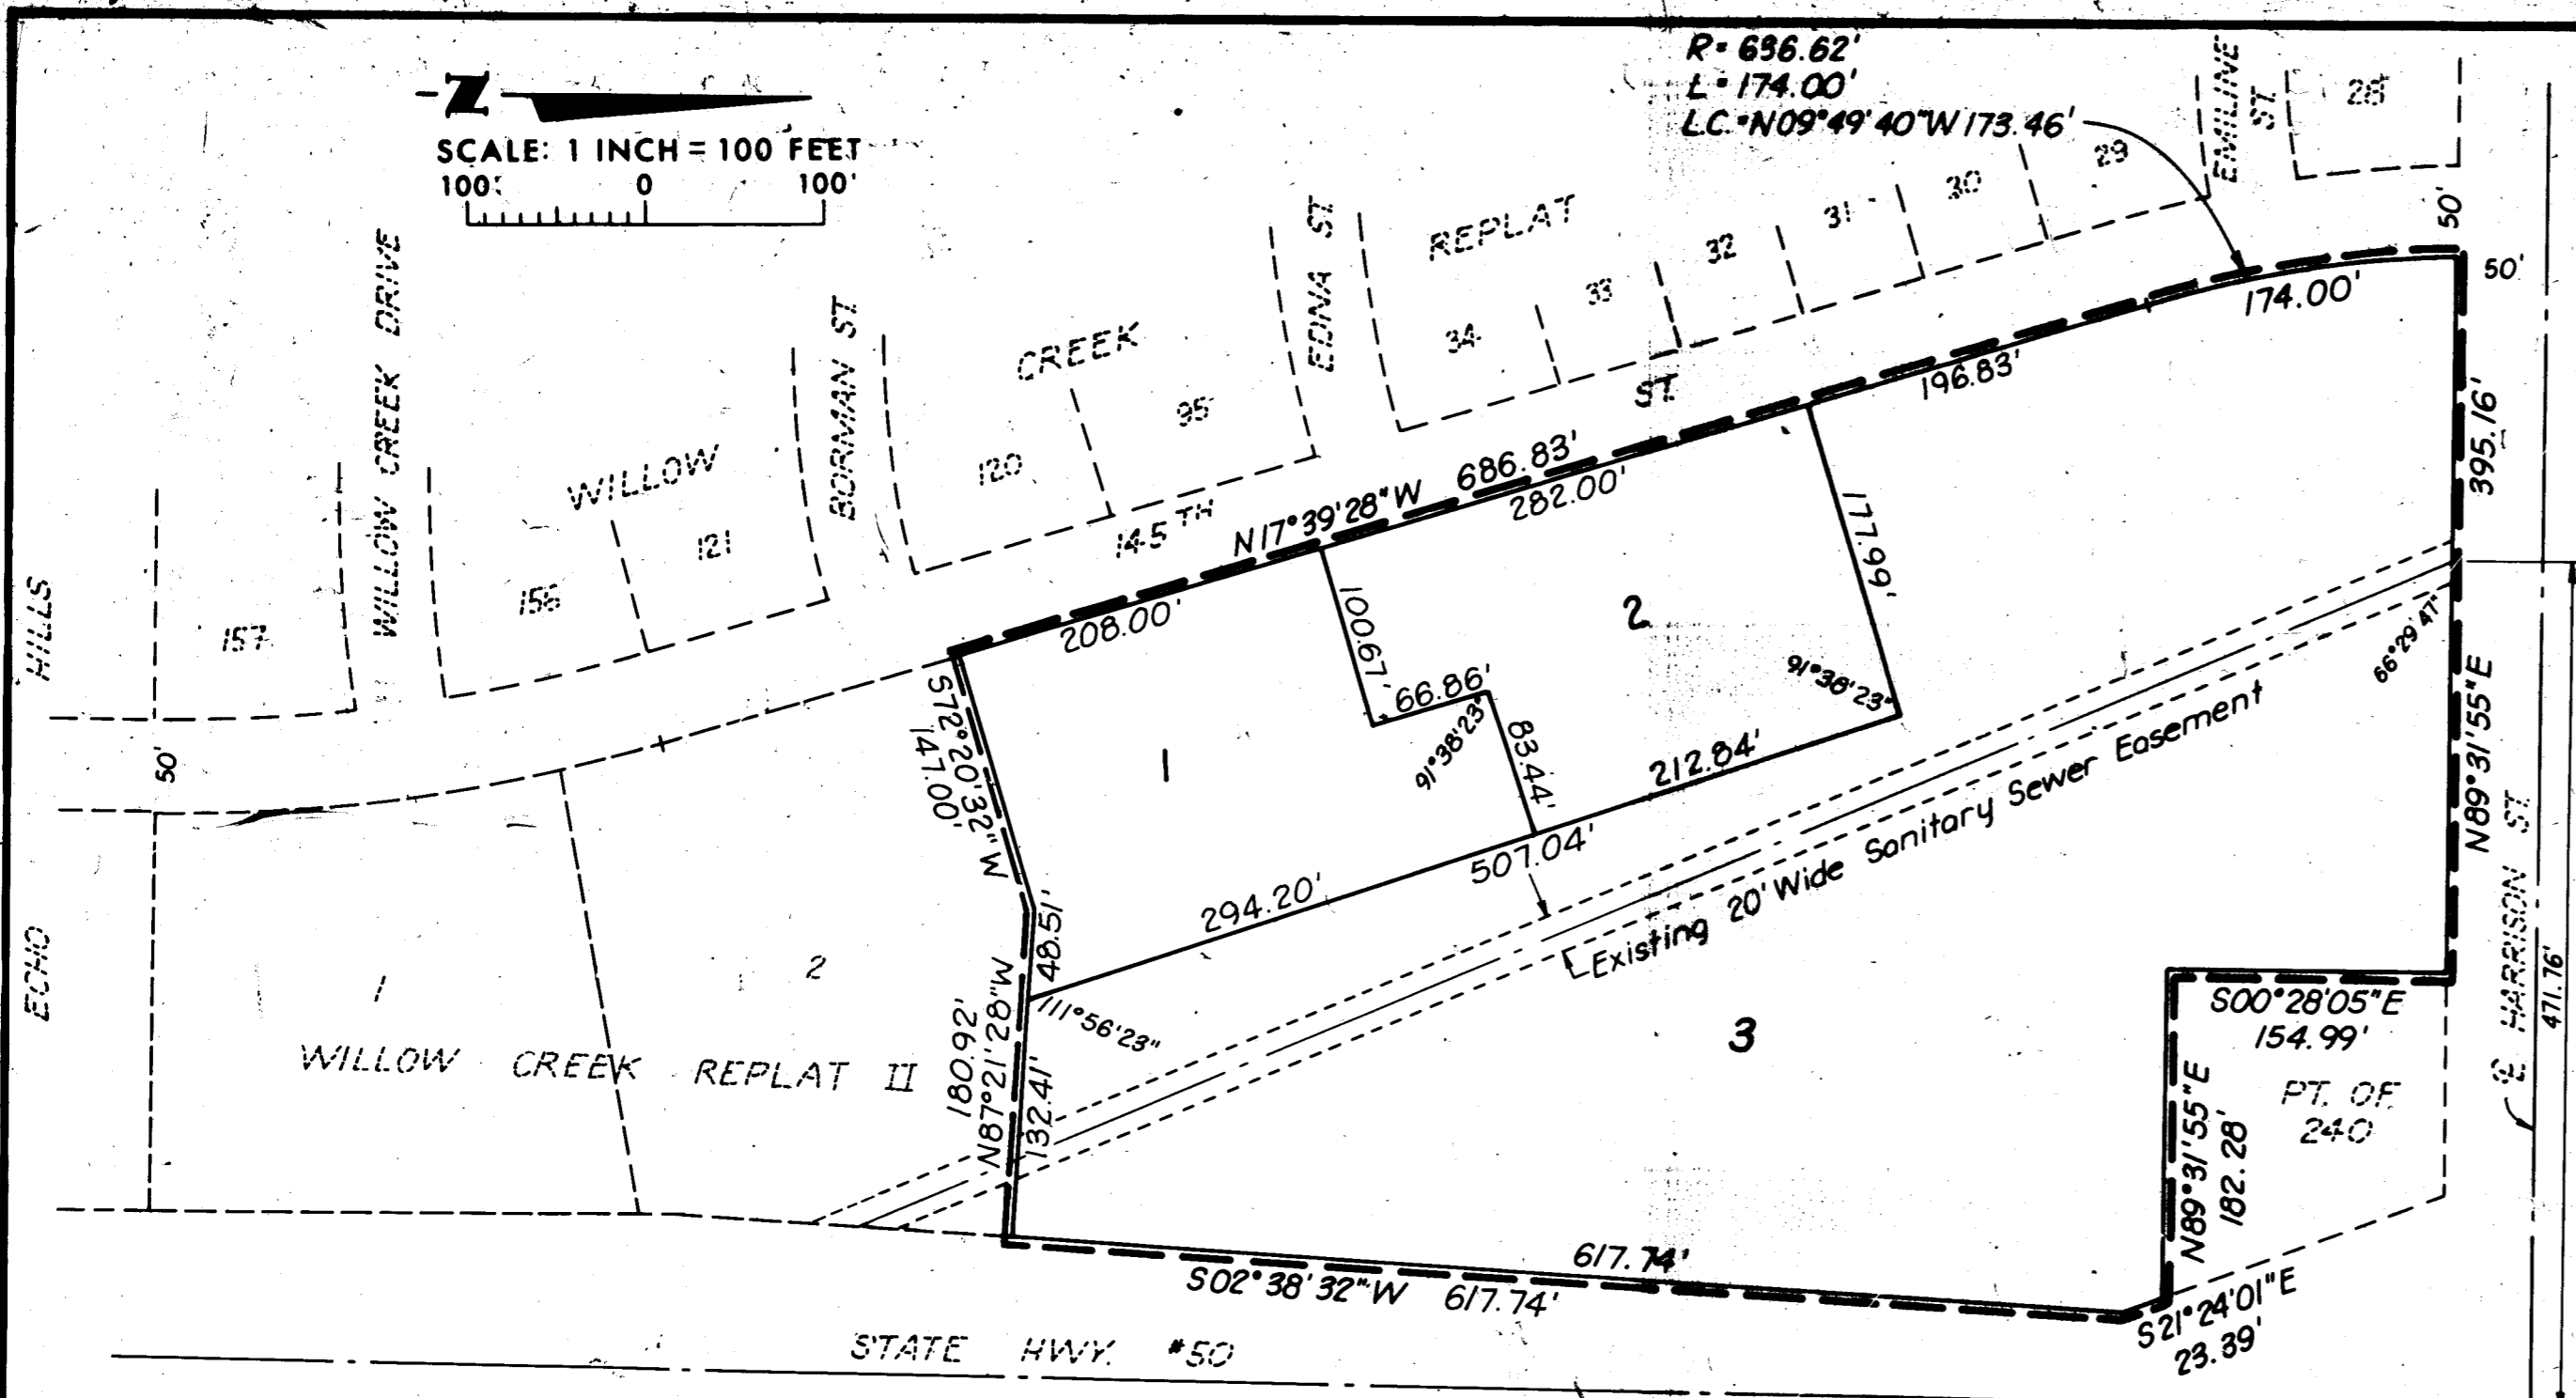 -Z
SCALE: 1 INCH = 100 FEET
100' 0 100'
R= 636.62'
L= 174.00'
L.C.=N09°49'40"W 173.46'
EMILINE ST.
28
29
30
31
32
33
34
50'
50'
REPLAT
EDNA ST.
CREEK
95
120
BORMAN ST.
WILLOW
121
156
WILLOW CREEK DRIVE
157
HILLS
ECHO
50'
145TH
ST.
N17°39'28"W
686.83'
208.00'
282.00'
196.83'
174.00'
395.16'
N89°31'55"E
S72°20'32"W
147.00'
100.67'
66.86'
91°38'23"
83.44'
177.99'
91°38'23"
212.84'
294.20'
507.04'
1
2
3
48.51'
111°56'23"
180.92'
N87°21'28"W
132.41'
Existing 20' Wide Sanitary Sewer Easement
66°29'47"
1
2
WILLOW CREEK REPLAT II
S00°28'05"E
154.99'
PT. OF
240
N89°31'55"E
182.28'
S21°24'01"E
23.39'
617.74'
S02°38'32"W 617.74'
STATE HWY. #50
℄ HARRISON ST.
471.76'